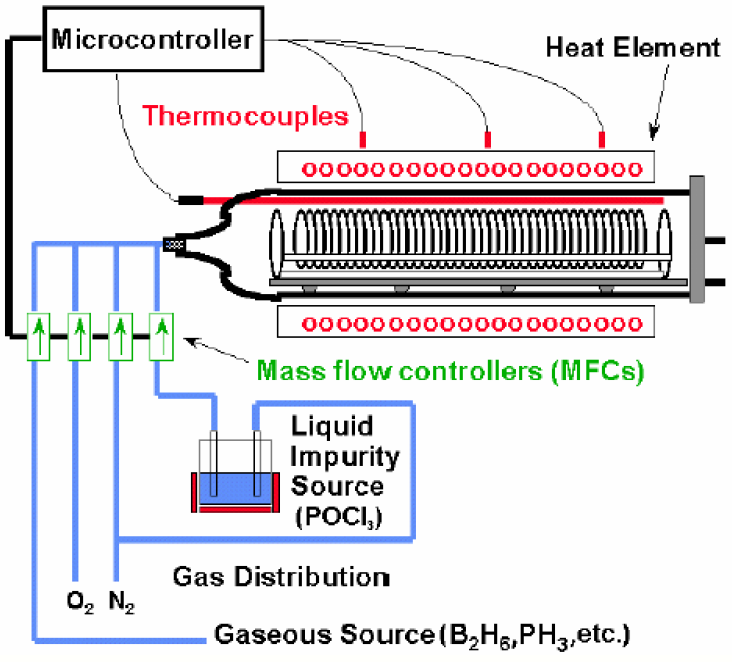 Microcontroller
Heat Element
Thermocouples
Mass flow controllers (MFCs)
Liquid
Impurity
Source
(POCl₃)
Gas Distribution
O₂ N₂
Gaseous Source (B₂H₆,PH₃,etc.)